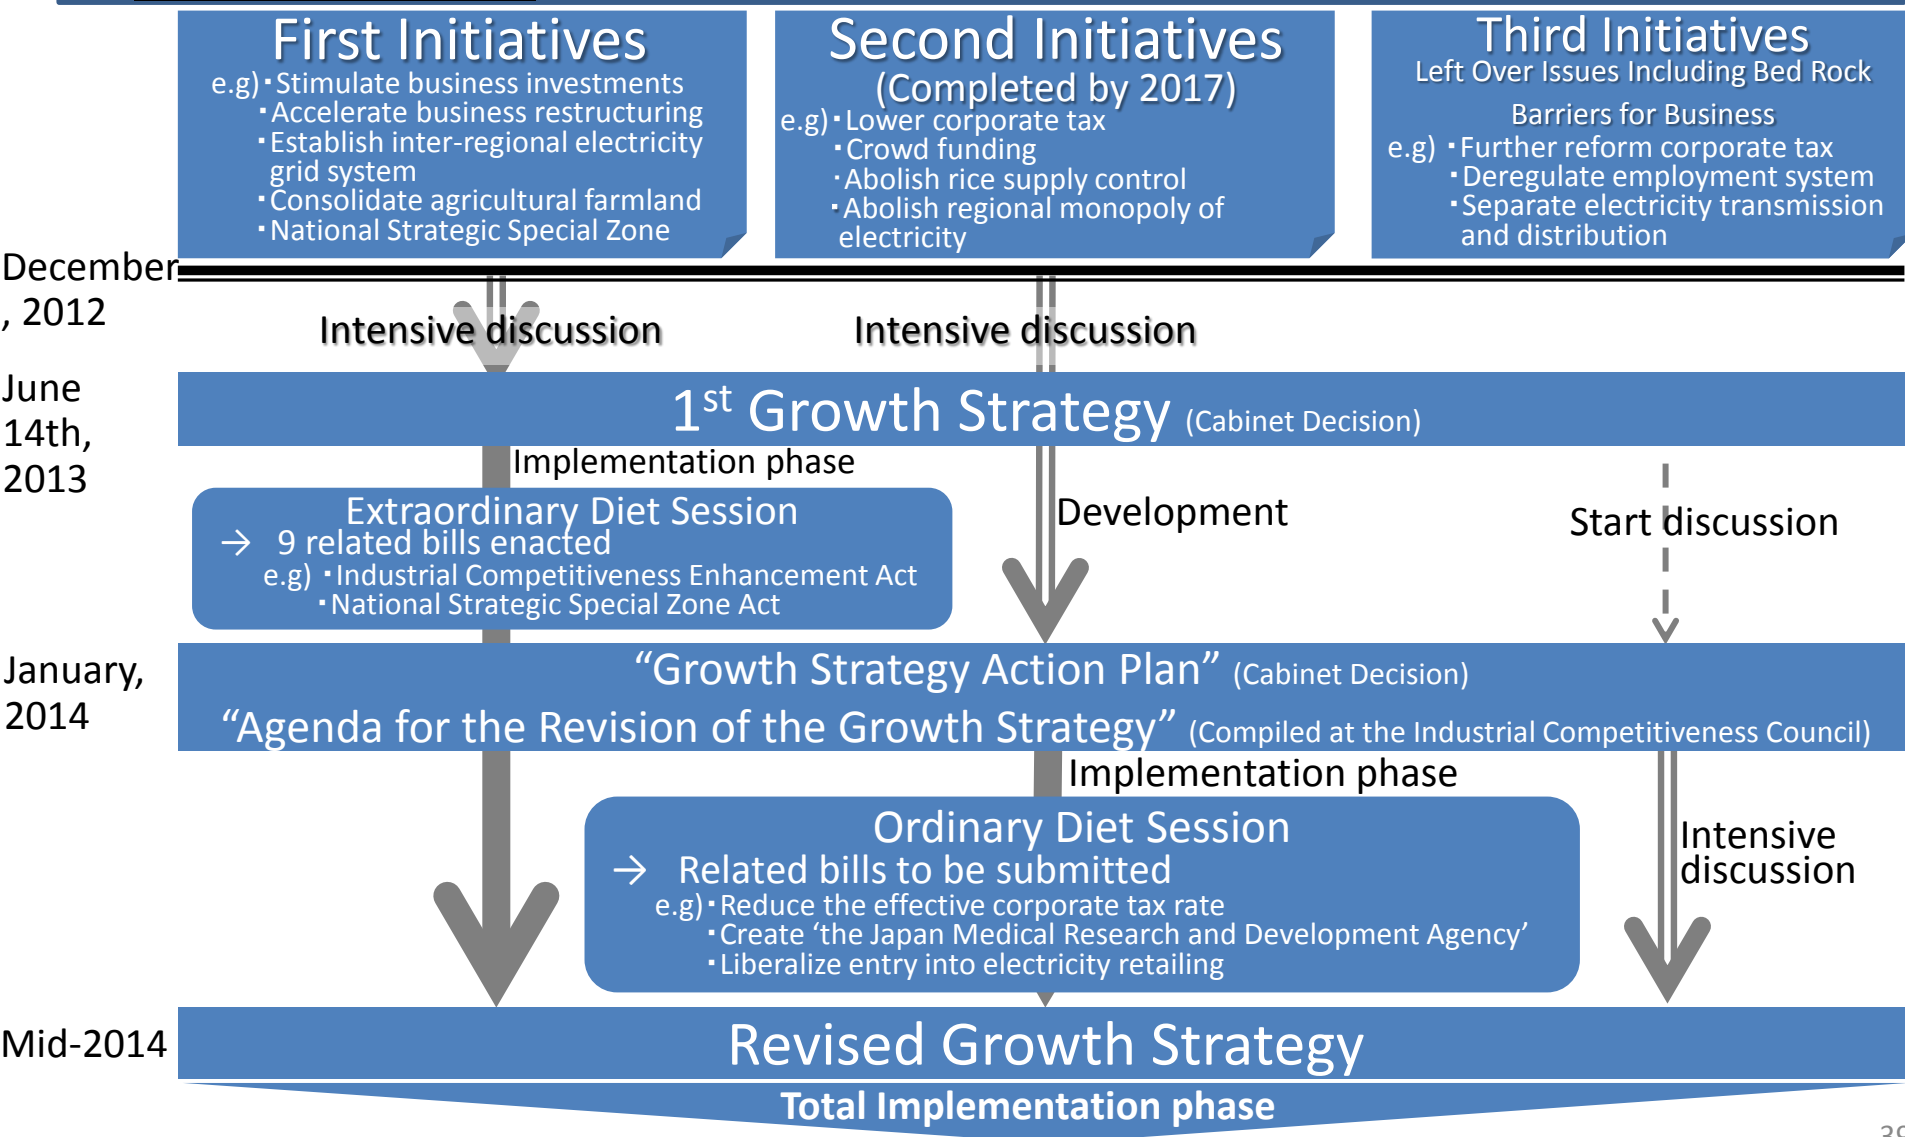 First Initiatives
e.g)・Stimulate business investments
・Accelerate business restructuring
・Establish inter-regional electricity
grid system
・Consolidate agricultural farmland
・National Strategic Special Zone
Second Initiatives
(Completed by 2017)
e.g)・Lower corporate tax
・Crowd funding
・Abolish rice supply control
・Abolish regional monopoly of
electricity
Third Initiatives
Left Over Issues Including Bed Rock
Barriers for Business
e.g) ・Further reform corporate tax
・Deregulate employment system
・Separate electricity transmission
and distribution
December
, 2012
Intensive discussion
Intensive discussion
June
14th,
2013
1st Growth Strategy (Cabinet Decision)
Implementation phase
Extraordinary Diet Session
→ 9 related bills enacted
e.g) ・Industrial Competitiveness Enhancement Act
・National Strategic Special Zone Act
Development
Start discussion
January,
2014
“Growth Strategy Action Plan” (Cabinet Decision)
“Agenda for the Revision of the Growth Strategy” (Compiled at the Industrial Competitiveness Council)
Implementation phase
Ordinary Diet Session
→ Related bills to be submitted
e.g)・Reduce the effective corporate tax rate
・Create ‘the Japan Medical Research and Development Agency’
・Liberalize entry into electricity retailing
Intensive
discussion
Mid-2014
Revised Growth Strategy
Total Implementation phase